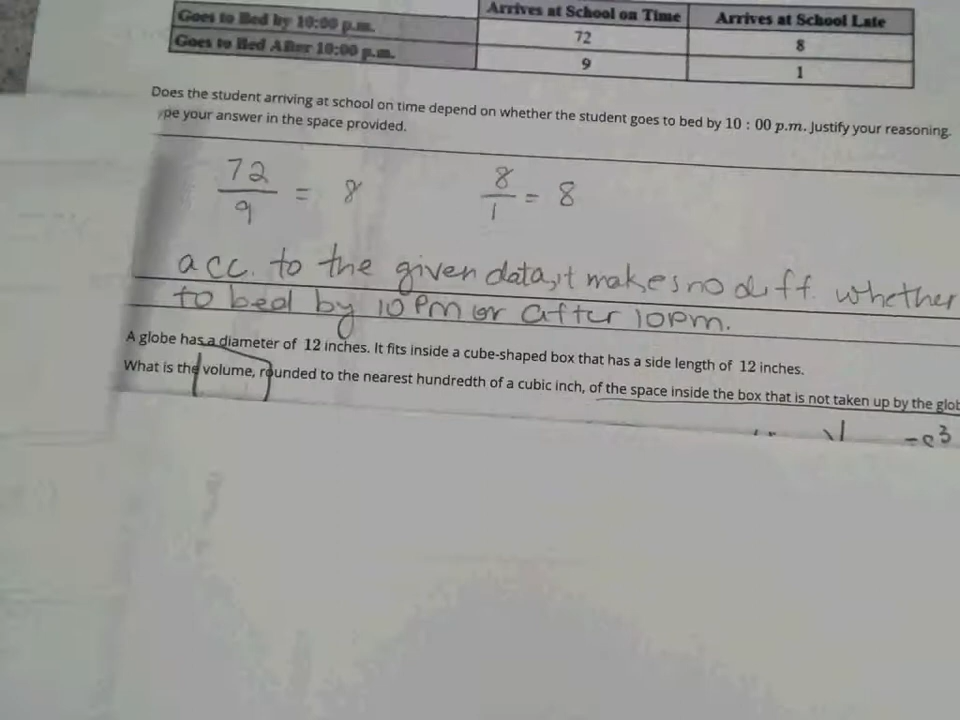 Arrives at School on Time Arrives at School Late
Goes to Bed by 10:00 p.m. 72 8
Goes to Bed After 10:00 p.m. 9 1
Does the student arriving at school on time depend on whether the student goes to bed by 10 : 00 p.m. Justify your reasoning.
pe your answer in the space provided.
72/9 = 8 8/1 = 8
acc. to the given data, it makes no diff. whether
to bed by 10 PM or after 10pm.
A globe has a diameter of 12 inches. It fits inside a cube-shaped box that has a side length of 12 inches.
What is the volume, rounded to the nearest hundredth of a cubic inch, of the space inside the box that is not taken up by the glob